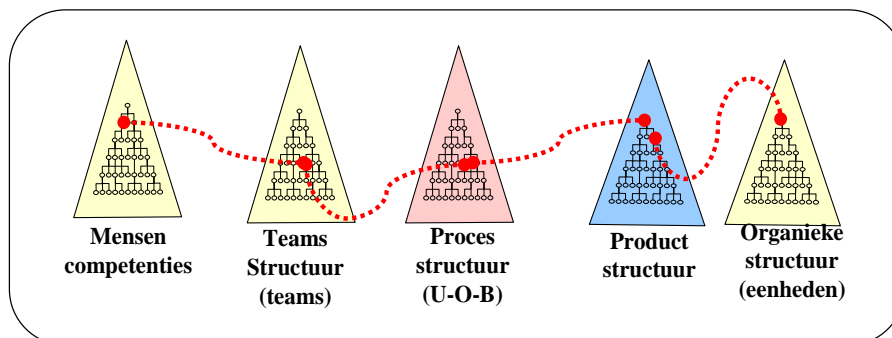 Mensen
competenties
Teams
Structuur
(teams)
Proces
structuur
(U-O-B)
Product
structuur
Organieke
structuur
(eenheden)